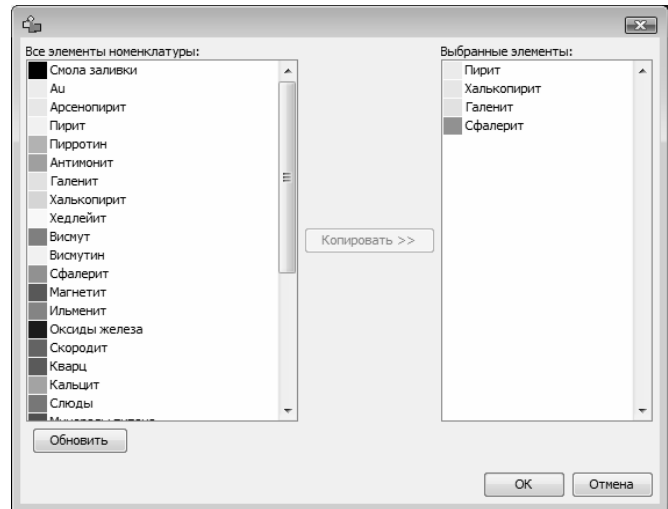 Все элементы номенклатуры:
Смола заливки
Au
Арсенопирит
Пирит
Пирротин
Антимонит
Галенит
Халькопирит
Хедлейит
Висмут
Висмутин
Сфалерит
Магнетит
Ильменит
Оксиды железа
Скородит
Кварц
Кальцит
Слюды
Обновить
Копировать >>
Выбранные элементы:
Пирит
Халькопирит
Галенит
Сфалерит
OK
Отмена